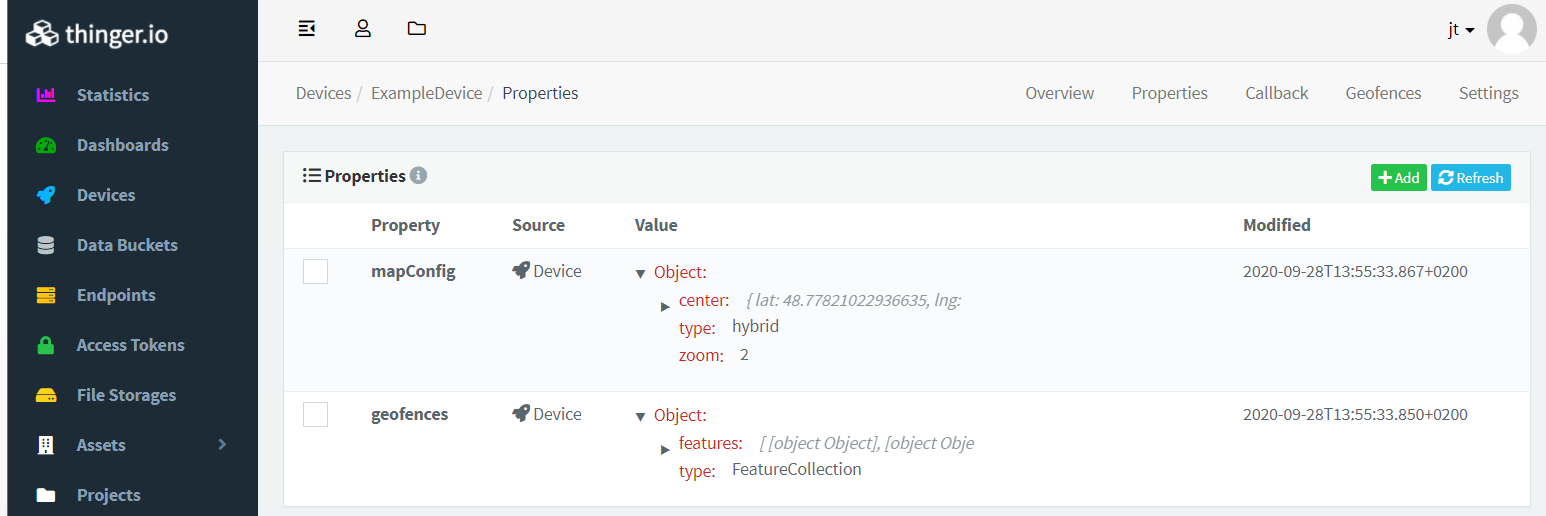 thinger.io
jt
Statistics
Dashboards
Devices
Data Buckets
Endpoints
Access Tokens
File Storages
Assets
Projects
Devices / ExampleDevice / Properties
Overview Properties Callback Geofences Settings
Properties
Add Refresh
Property Source Value Modified
mapConfig Device Object: 2020-09-28T13:55:33.867+0200
center: { lat: 48.77821022936635, lng:
type: hybrid
zoom: 2
geofences Device Object: 2020-09-28T13:55:33.850+0200
features: [ [object Object], [object Obje
type: FeatureCollection